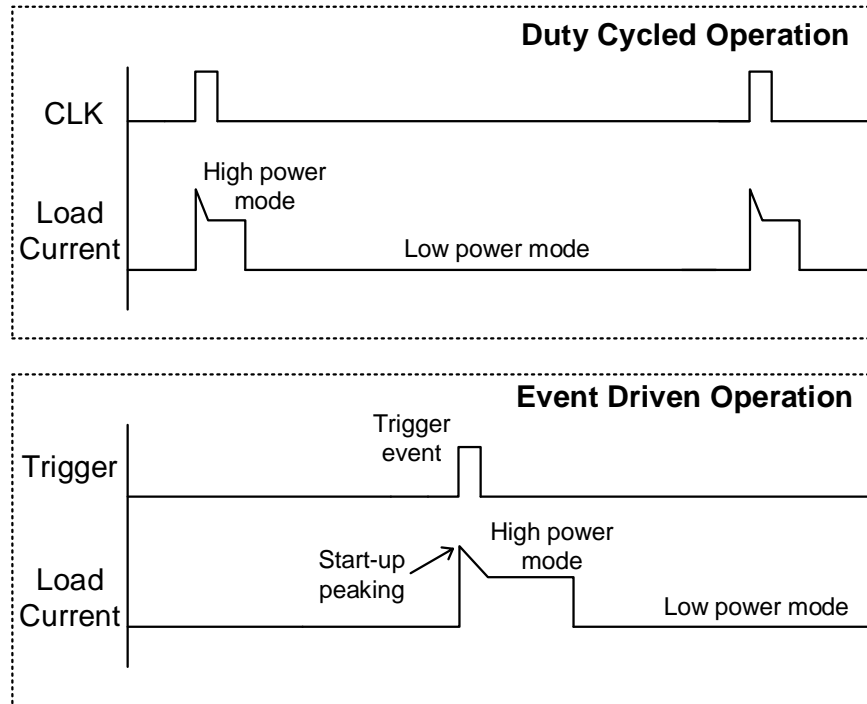 Duty Cycled Operation
CLK
High power
mode
Load
Current
Low power mode
Event Driven Operation
Trigger
event
Trigger
High power
mode
Start-up
peaking
Load
Current
Low power mode